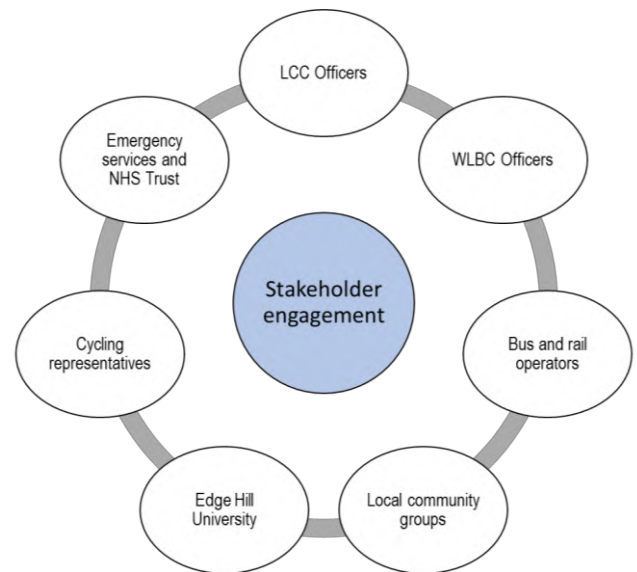 LCC Officers
Emergency
services and
NHS Trust
WLBC Officers
Stakeholder
engagement
Cycling
representatives
Bus and rail
operators
Edge Hill
University
Local community
groups